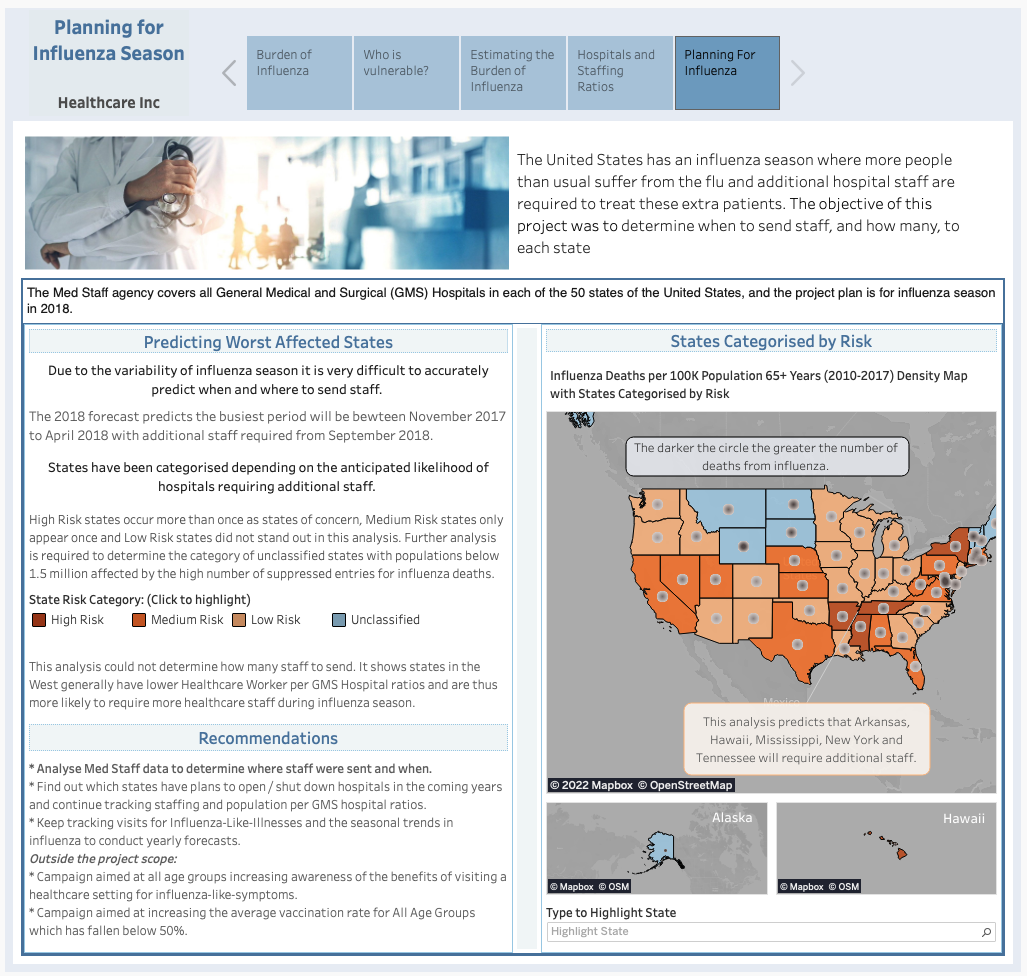 Planning for
Influenza Season
Healthcare Inc
Burden of
Influenza
Who is
vulnerable?
Estimating the
Burden of
Influenza
Hospitals and
Staffing
Ratios
Planning For
Influenza
The United States has an influenza season where more people
than usual suffer from the flu and additional hospital staff are
required to treat these extra patients. The objective of this
project was to determine when to send staff, and how many, to
each state
The Med Staff agency covers all General Medical and Surgical (GMS) Hospitals in each of the 50 states of the United States, and the project plan is for influenza season
in 2018.
Predicting Worst Affected States
Due to the variability of influenza season it is very difficult to accurately
predict when and where to send staff.
The 2018 forecast predicts the busiest period will be bewteen November 2017
to April 2018 with additional staff required from September 2018.
States have been categorised depending on the anticipated likelihood of
hospitals requiring additional staff.
High Risk states occur more than once as states of concern, Medium Risk states only
appear once and Low Risk states did not stand out in this analysis. Further analysis
is required to determine the category of unclassified states with populations below
1.5 million affected by the high number of suppressed entries for influenza deaths.
State Risk Category: (Click to highlight)
High Risk
Medium Risk
Low Risk
Unclassified
This analysis could not determine how many staff to send. It shows states in the
West generally have lower Healthcare Worker per GMS Hospital ratios and are thus
more likely to require more healthcare staff during influenza season.
Recommendations
* Analyse Med Staff data to determine where staff were sent and when.
* Find out which states have plans to open / shut down hospitals in the coming years
and continue tracking staffing and population per GMS hospital ratios.
* Keep tracking visits for Influenza-Like-Illnesses and the seasonal trends in
influenza to conduct yearly forecasts.
Outside the project scope:
* Campaign aimed at all age groups increasing awareness of the benefits of visiting a
healthcare setting for influenza-like-symptoms.
* Campaign aimed at increasing the average vaccination rate for All Age Groups
which has fallen below 50%.
States Categorised by Risk
Influenza Deaths per 100K Population 65+ Years (2010-2017) Density Map
with States Categorised by Risk
The darker the circle the greater the number of
deaths from influenza.
Mexico
This analysis predicts that Arkansas,
Hawaii, Mississippi, New York and
Tennessee will require additional staff.
© 2022 Mapbox © OpenStreetMap
Alaska
© Mapbox © OSM
Hawaii
© Mapbox © OSM
Type to Highlight State
Highlight State